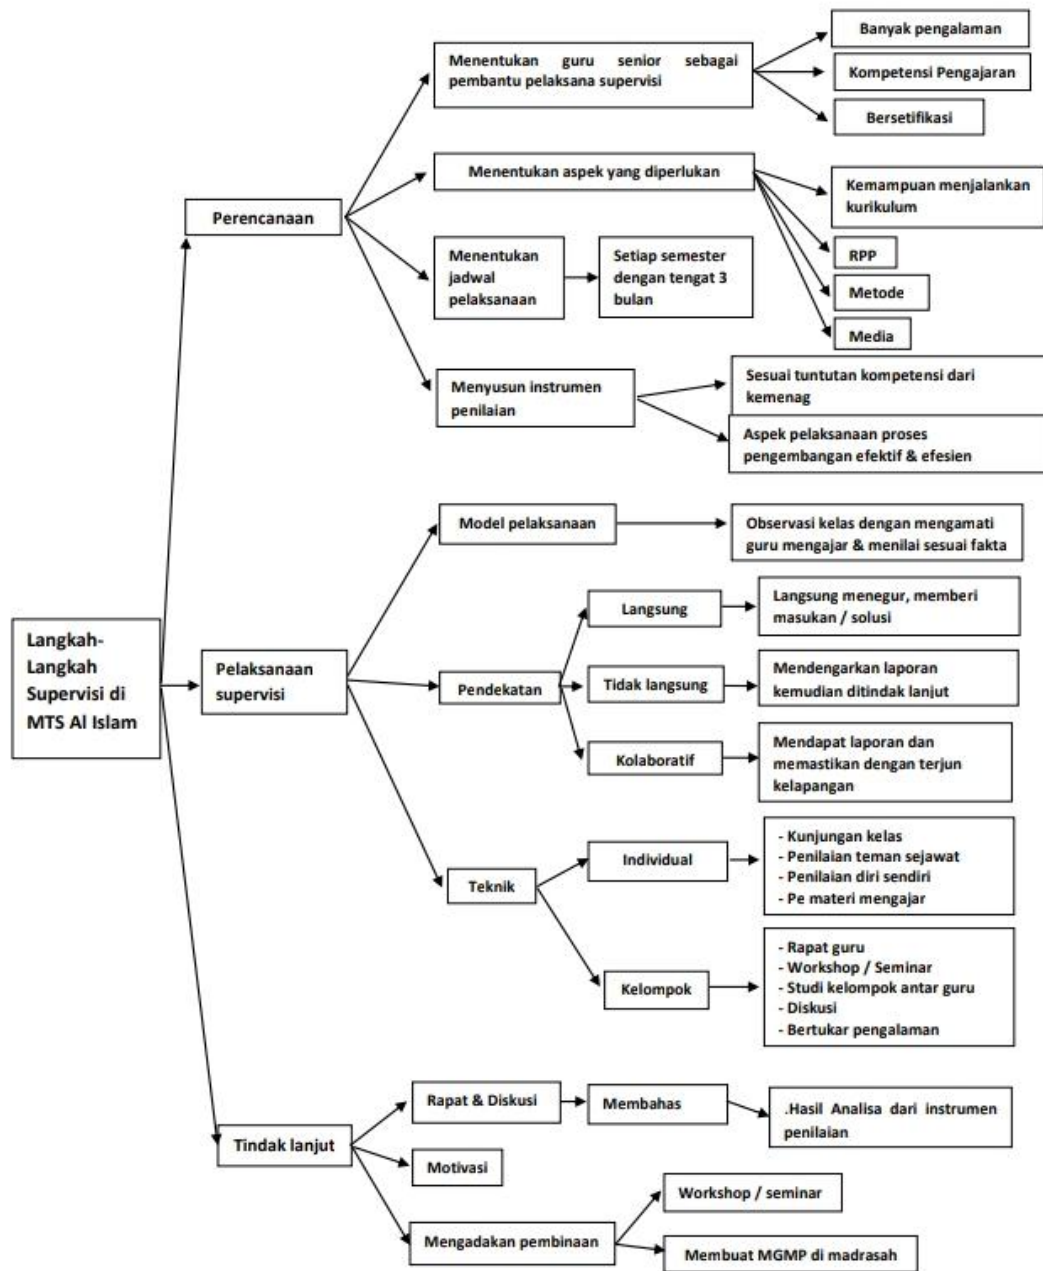 Langkah-
Langkah
Supervisi di
MTS Al Islam
Perencanaan
Menentukan guru senior sebagai
pembantu pelaksana supervisi
Banyak pengalaman
Kompetensi Pengajaran
Bersetifikasi
Menentukan aspek yang diperlukan
Kemampuan menjalankan
kurikulum
RPP
Metode
Media
Menentukan
jadwal
pelaksanaan
Setiap semester
dengan tengat 3
bulan
Menyusun instrumen
penilaian
Sesuai tuntutan kompetensi dari
kemenag
Aspek pelaksanaan proses
pengembangan efektif & efesien
Pelaksanaan
supervisi
Model pelaksanaan
Observasi kelas dengan mengamati
guru mengajar & menilai sesuai fakta
Pendekatan
Langsung
Langsung menegur, memberi
masukan / solusi
Tidak langsung
Mendengarkan laporan
kemudian ditindak lanjut
Kolaboratif
Mendapat laporan dan
memastikan dengan terjun
kelapangan
Teknik
Individual
- Kunjungan kelas
- Penilaian teman sejawat
- Penilaian diri sendiri
- Pe materi mengajar
Kelompok
- Rapat guru
- Workshop / Seminar
- Studi kelompok antar guru
- Diskusi
- Bertukar pengalaman
Tindak lanjut
Rapat & Diskusi
Membahas
.Hasil Analisa dari instrumen
penilaian
Motivasi
Mengadakan pembinaan
Workshop / seminar
Membuat MGMP di madrasah